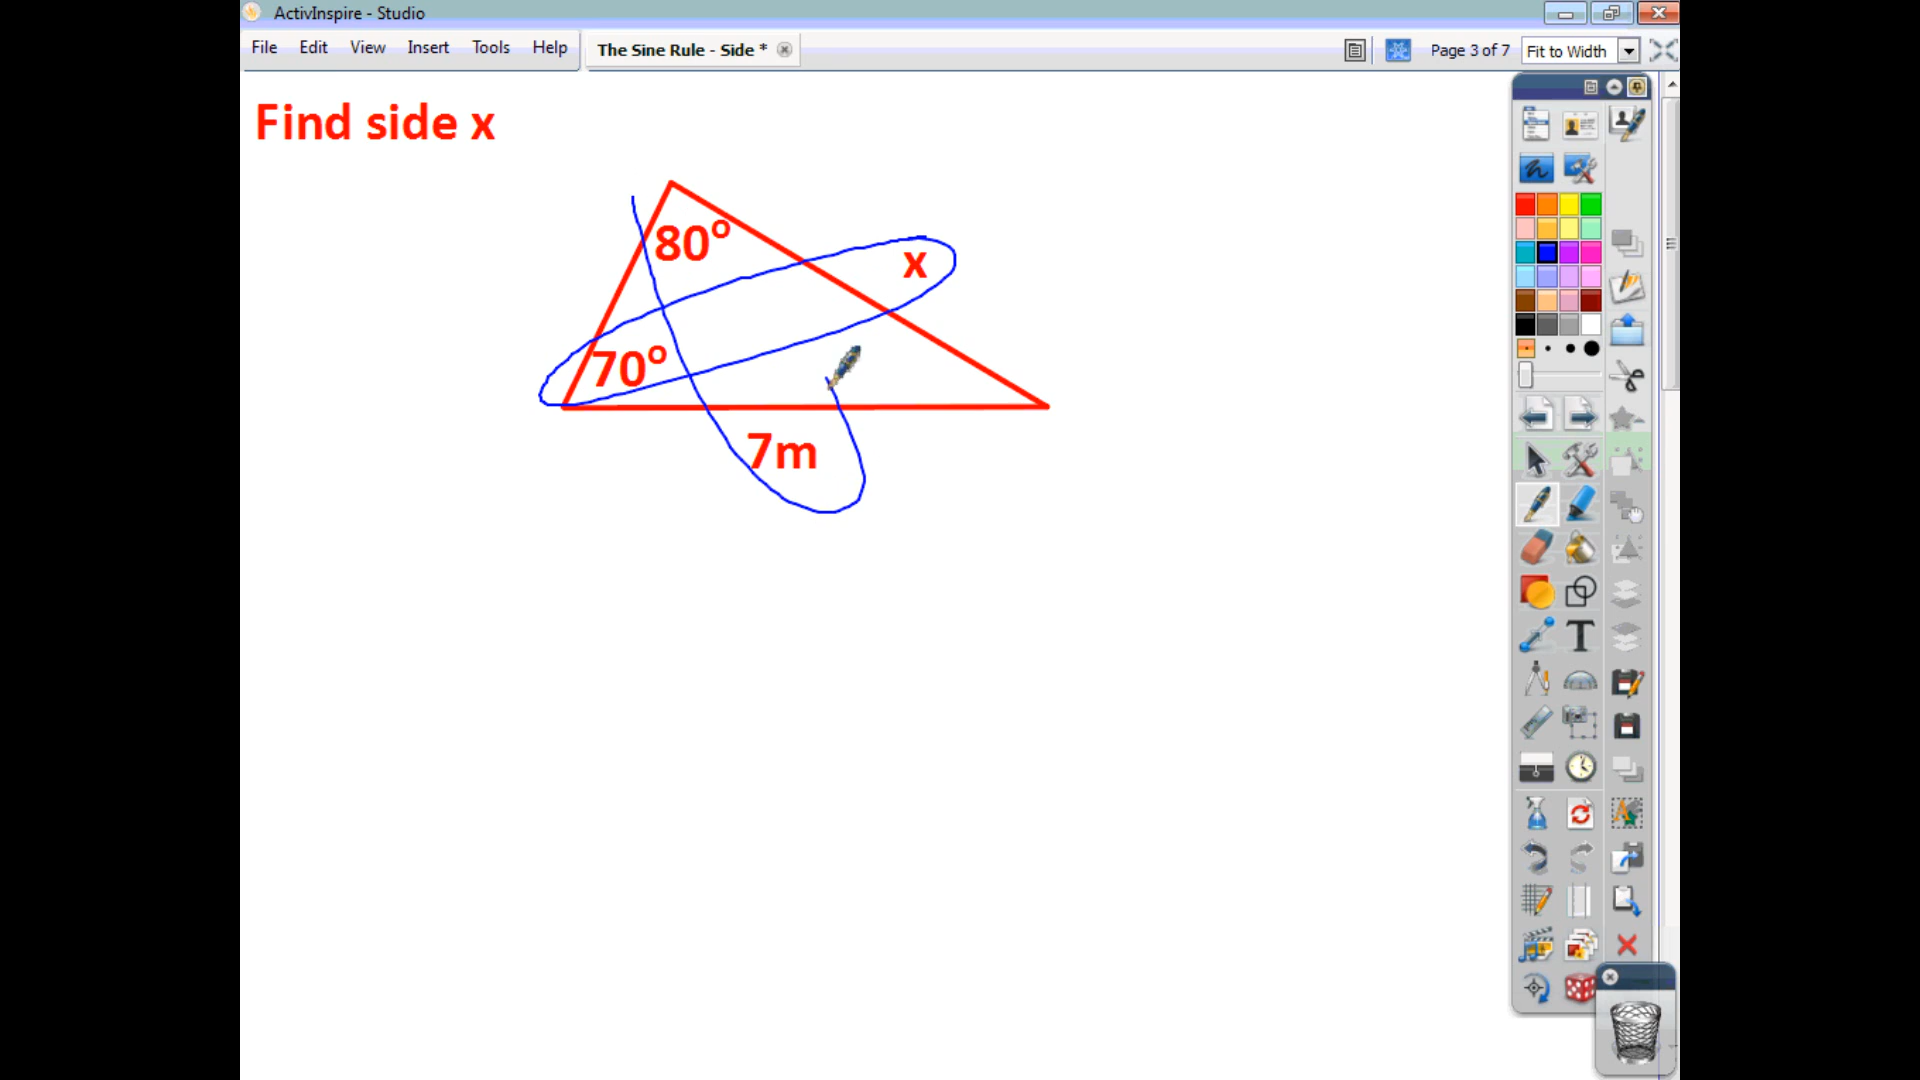 ActivInspire - Studio
File Edit View Insert Tools Help
The Sine Rule - Side *
Page 3 of 7
Fit to Width
Find side x
80°
x
70°
7m